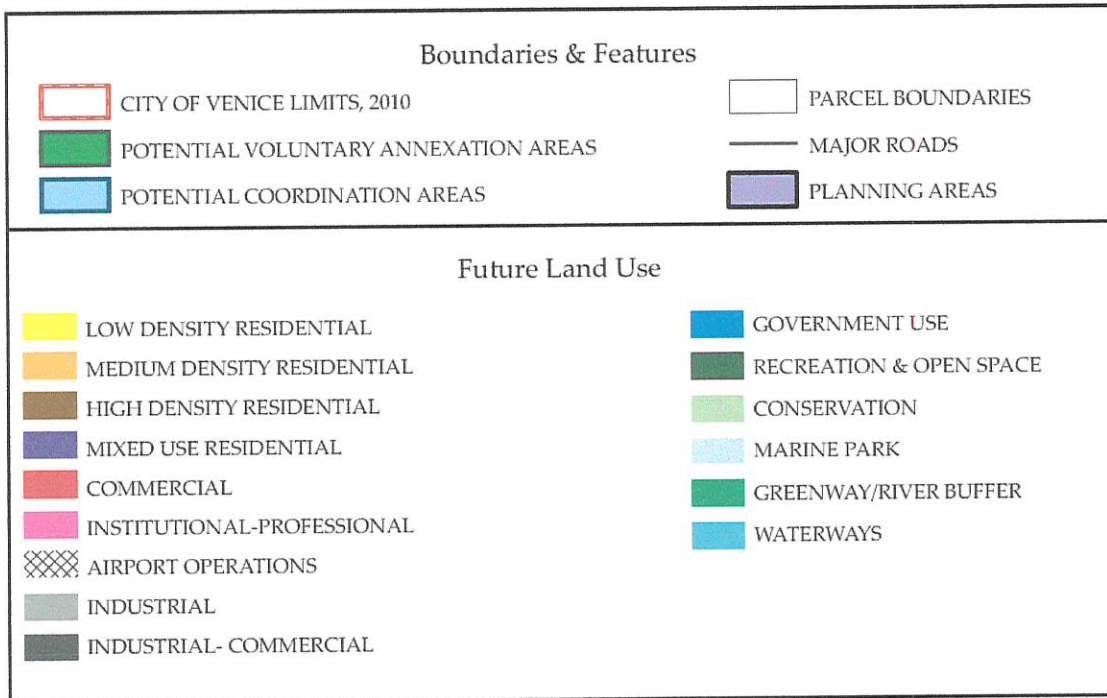 Boundaries & Features
CITY OF VENICE LIMITS, 2010
POTENTIAL VOLUNTARY ANNEXATION AREAS
POTENTIAL COORDINATION AREAS
PARCEL BOUNDARIES
MAJOR ROADS
PLANNING AREAS
Future Land Use
LOW DENSITY RESIDENTIAL
MEDIUM DENSITY RESIDENTIAL
HIGH DENSITY RESIDENTIAL
MIXED USE RESIDENTIAL
COMMERCIAL
INSTITUTIONAL-PROFESSIONAL
AIRPORT OPERATIONS
INDUSTRIAL
INDUSTRIAL- COMMERCIAL
GOVERNMENT USE
RECREATION & OPEN SPACE
CONSERVATION
MARINE PARK
GREENWAY/RIVER BUFFER
WATERWAYS